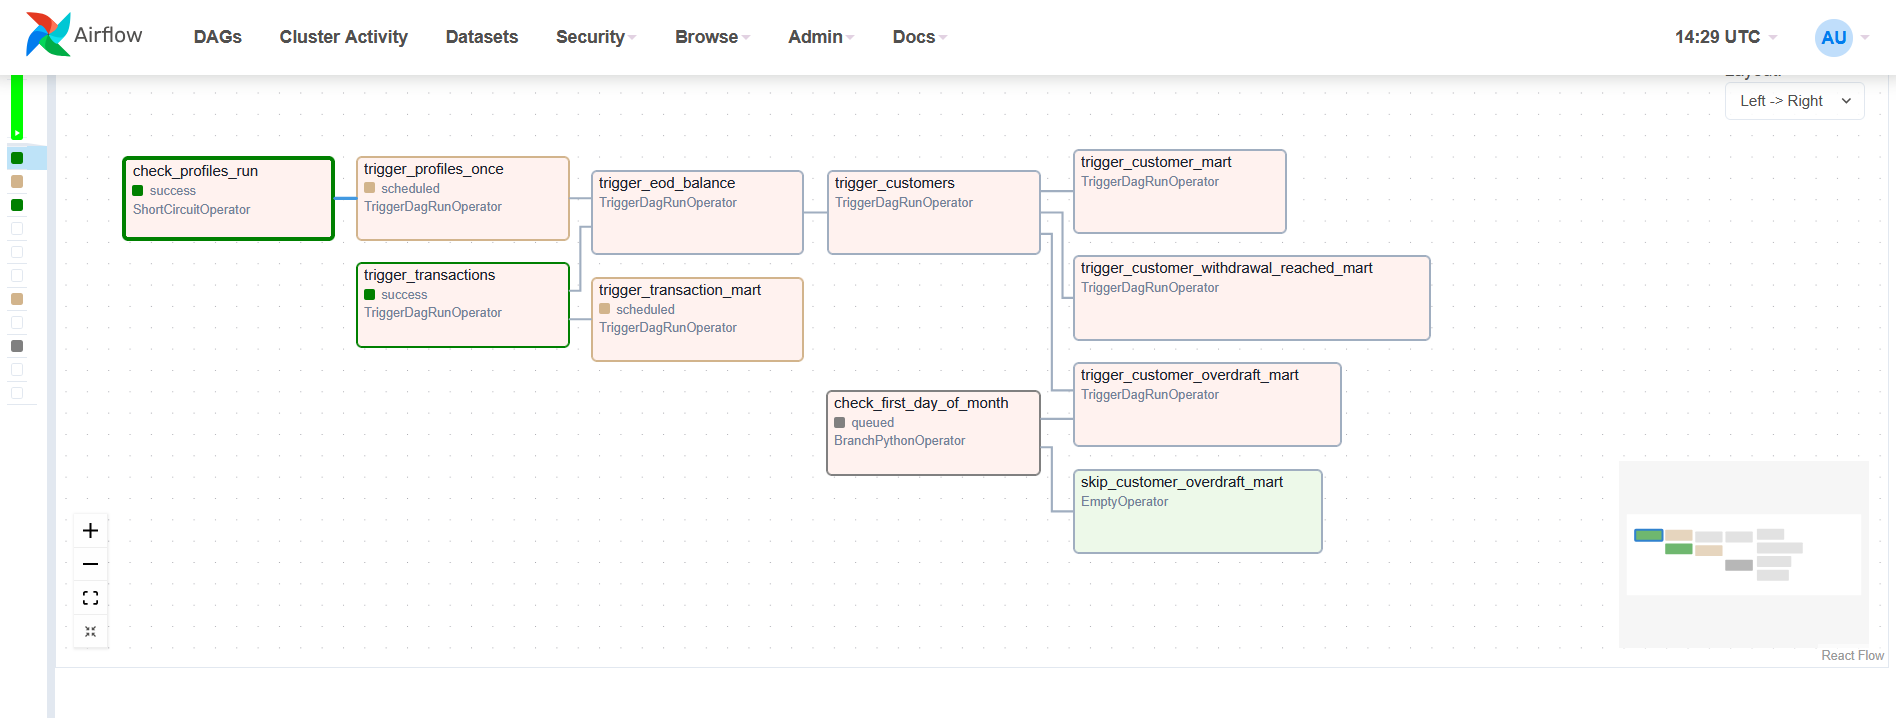 Airflow
DAGs
Cluster Activity
Datasets
Security
Browse
Admin
Docs
14:29 UTC
AU
Layout:
Left -> Right
check_profiles_run
success
ShortCircuitOperator
trigger_profiles_once
scheduled
TriggerDagRunOperator
trigger_transactions
success
TriggerDagRunOperator
trigger_eod_balance
TriggerDagRunOperator
trigger_transaction_mart
scheduled
TriggerDagRunOperator
trigger_customers
TriggerDagRunOperator
check_first_day_of_month
queued
BranchPythonOperator
trigger_customer_mart
TriggerDagRunOperator
trigger_customer_withdrawal_reached_mart
TriggerDagRunOperator
trigger_customer_overdraft_mart
TriggerDagRunOperator
skip_customer_overdraft_mart
EmptyOperator
React Flow